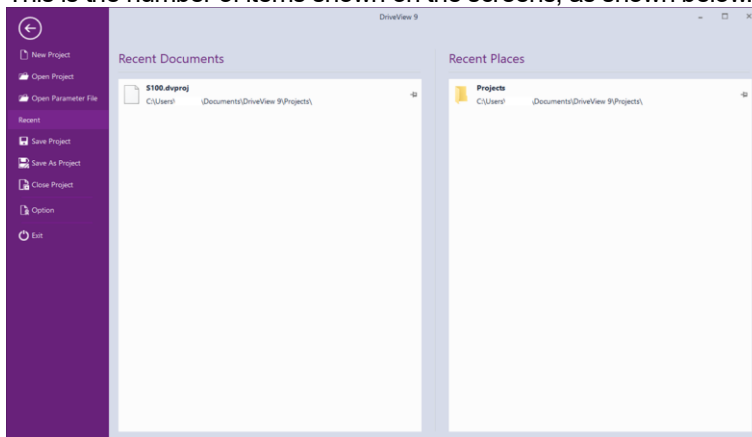 This is the number of items shown on the screens, as shown below.
DriveView 9
New Project
Open Project
Open Parameter File
Recent
Save Project
Save As Project
Close Project
Option
Exit
Recent Documents
S100.dvproj
C:\Users\ \Documents\DriveView 9\Projects\
Recent Places
Projects
C:\Users\ \Documents\DriveView 9\Projects\